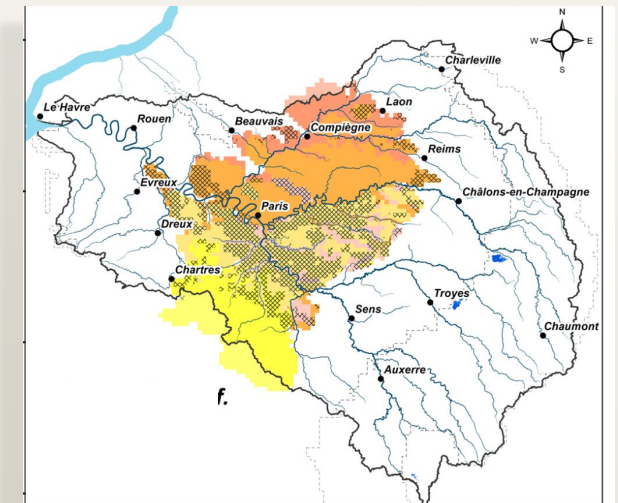 N
W E
S
Charleville
Le Havre
Rouen
Beauvais
Laon
Compiègne
Reims
Evreux
Paris
Châlons-en-Champagne
Dreux
Chartres
Troyes
Sens
Chaumont
Auxerre
f.